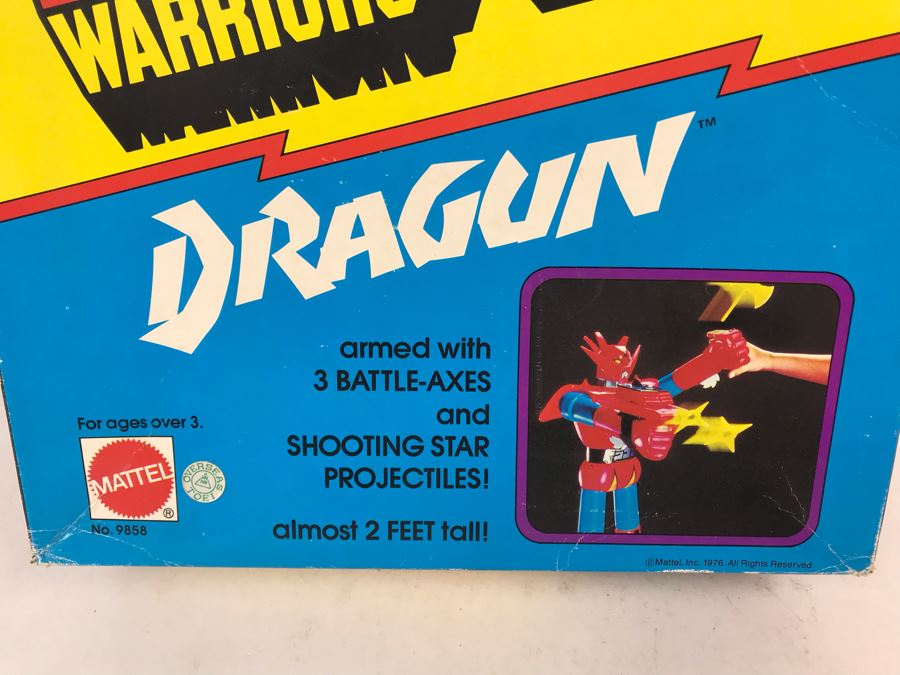 WARRIORS
DRAGUN™
armed with
3 BATTLE-AXES
and
SHOOTING STAR
PROJECTILES!
almost 2 FEET tall!
For ages over 3.
MATTEL®
OVERSEAS
No. 9858
©Mattel, Inc. 1976. All Rights Reserved